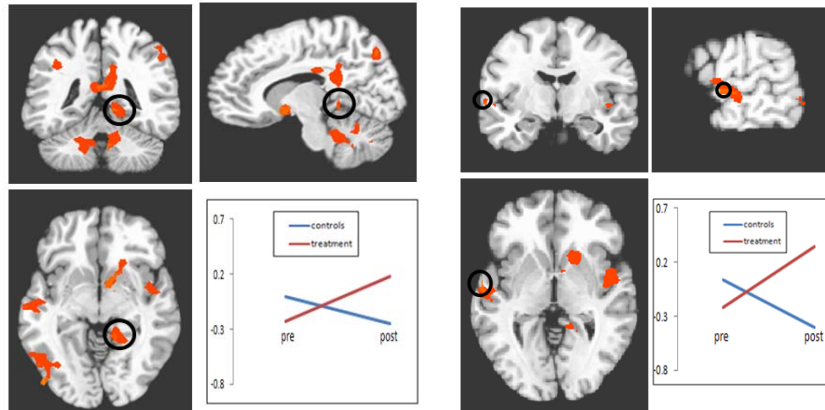 0.7
controls
treatment
0.2
-0.3
pre
post
-0.8
0.7
controls
treatment
0.2
-0.3
pre
post
-0.8